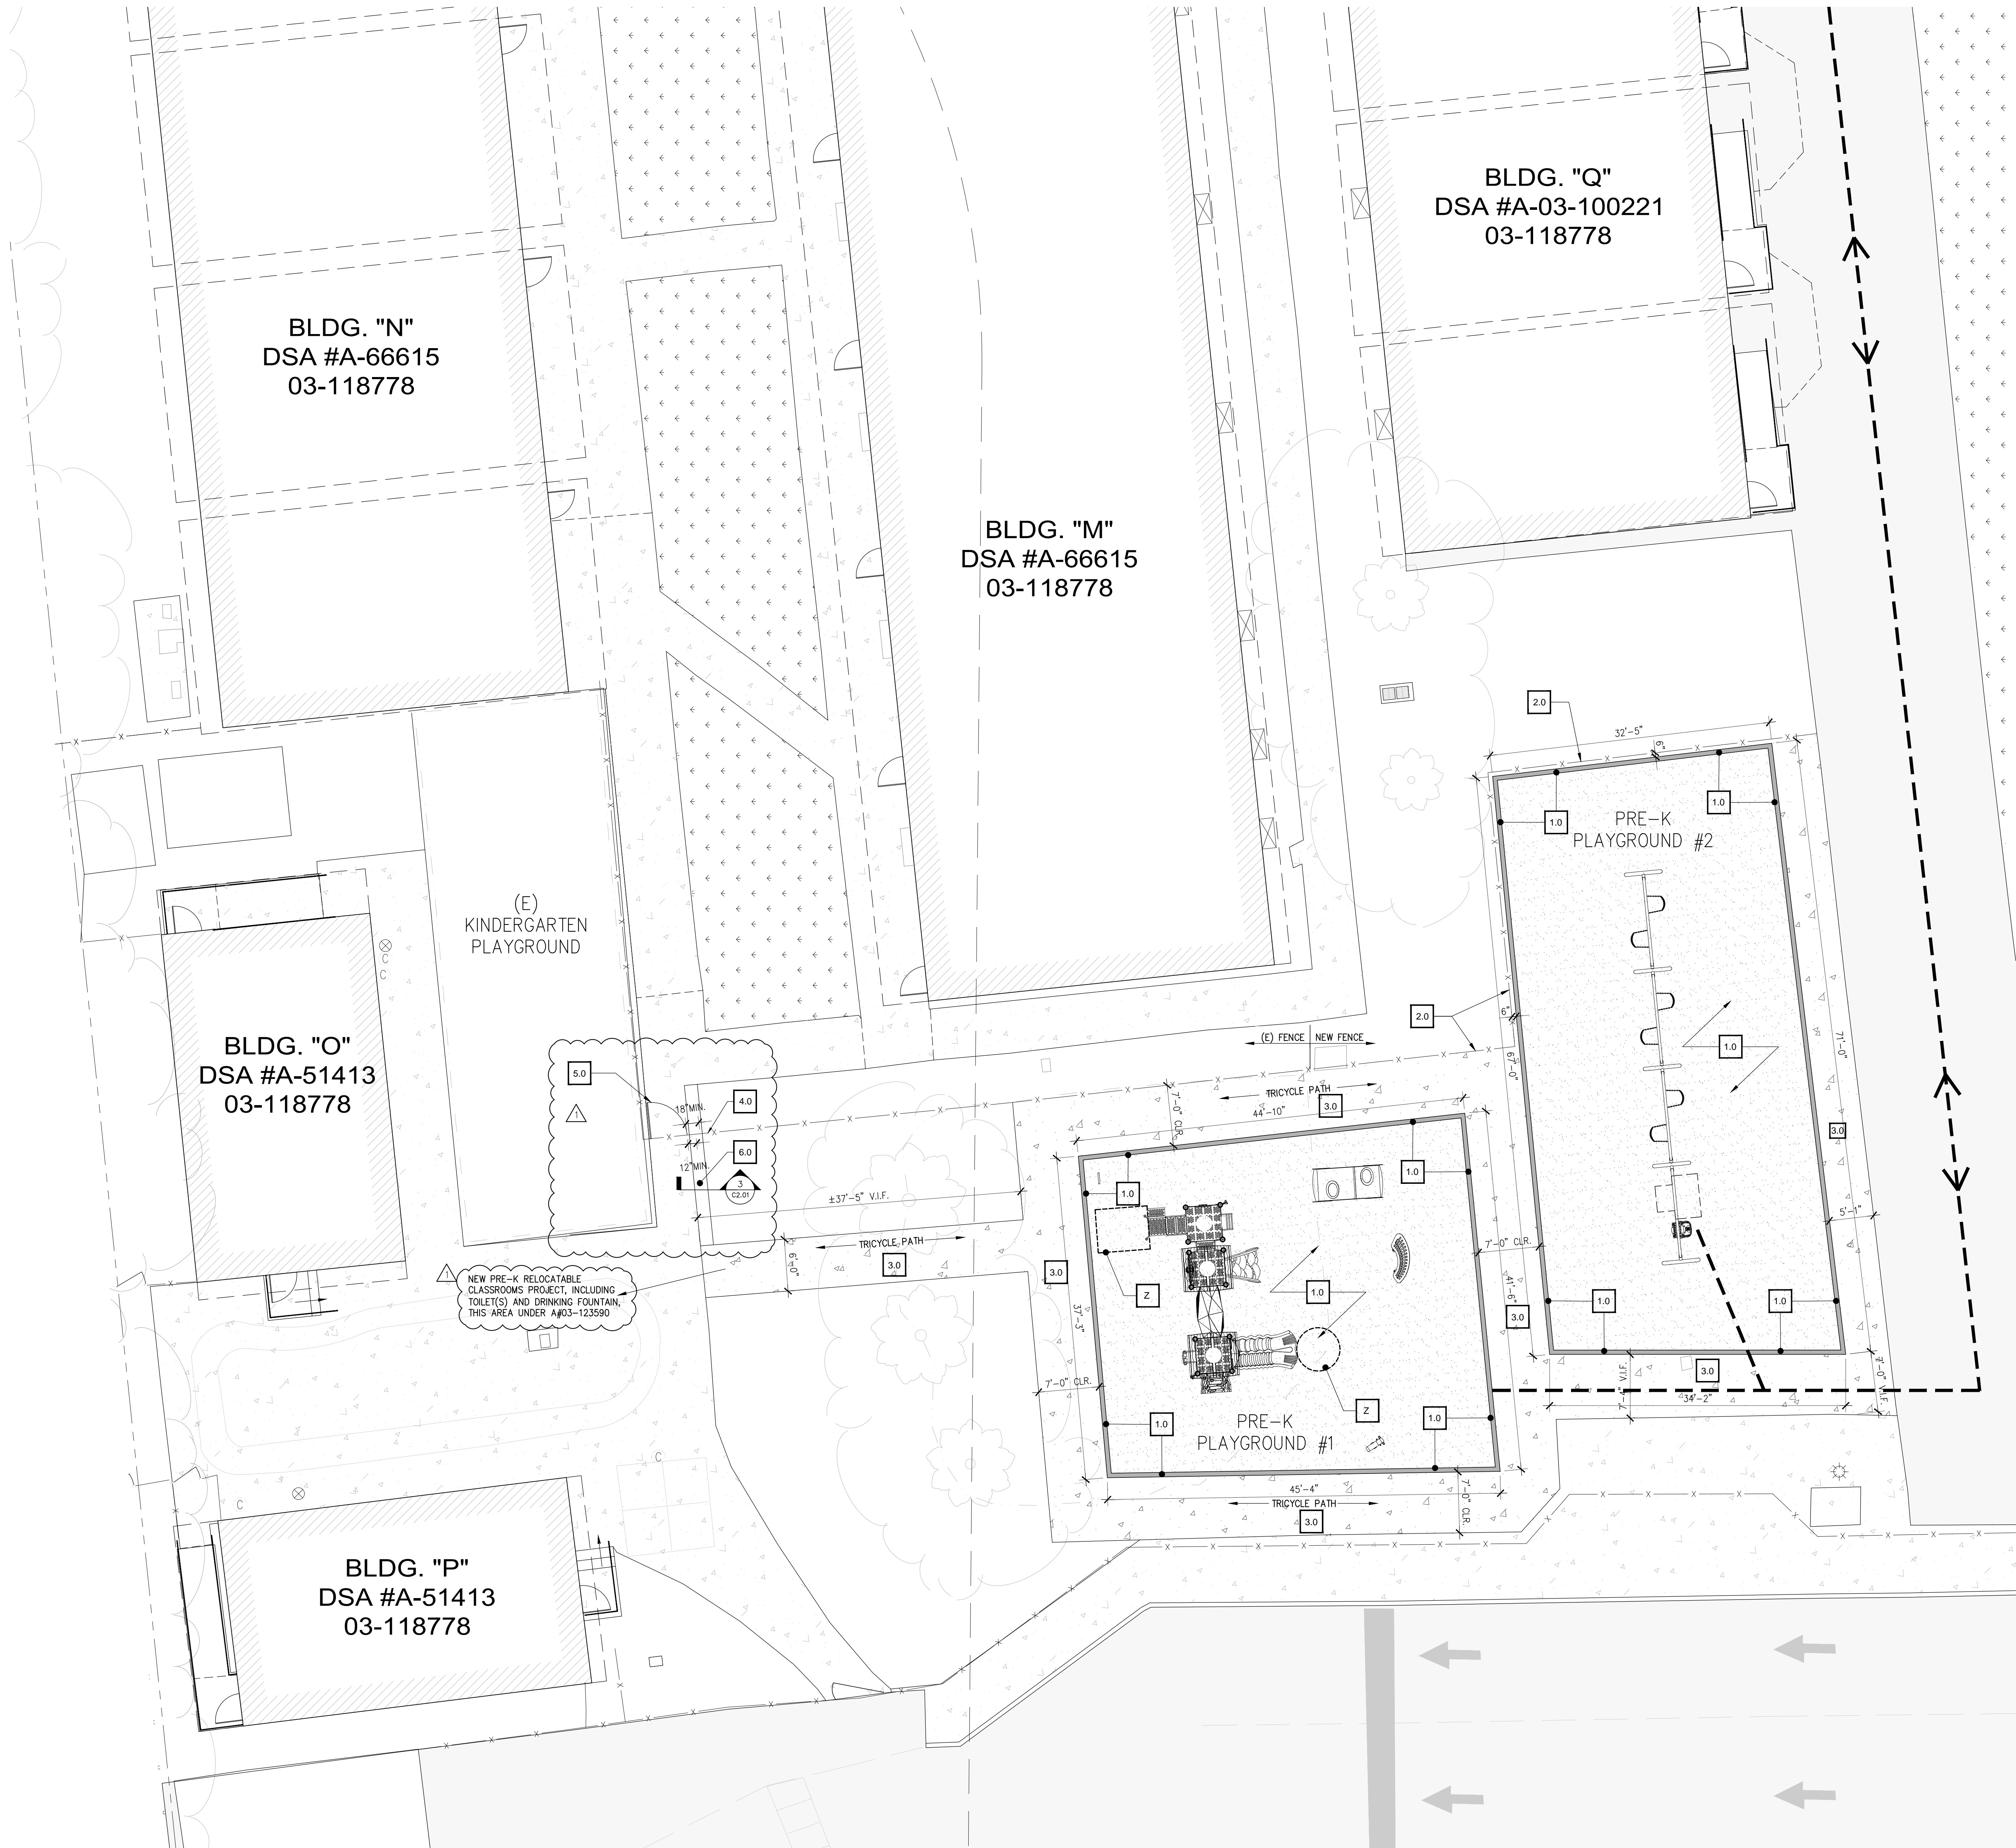 BLDG. "Q"
DSA #A-03-100221
03-118778
BLDG. "N"
DSA #A-66615
03-118778
BLDG. "M"
DSA #A-66615
03-118778
2.0
32'-5"
6"
1.0
1.0
PRE-K
PLAYGROUND #2
(E)
KINDERGARTEN
PLAYGROUND
C
C
2.0
6"
67'-0"
71'-0"
1.0
3.0
BLDG. "O"
DSA #A-51413
03-118778
5.0
1
18"MIN.
4.0
12"MIN.
6.0
3
C2.01
(E) FENCE
NEW FENCE
TRICYCLE PATH
3.0
7'-0" CLR.
44'-10"
±37'-5" V.I.F.
TRICYCLE PATH
3.0
6'-0"
1
NEW PRE-K RELOCATABLE
CLASSROOMS PROJECT, INCLUDING
TOILET(S) AND DRINKING FOUNTAIN,
THIS AREA UNDER A#03-123590
1.0
1.0
3.0
Z
1.0
37'-3"
7'-0" CLR.
Z
1.0
1.0
PRE-K
PLAYGROUND #1
7'-0" CLR.
41'-6"
3.0
1.0
1.0
5'-1"
3.0
7'-4" V.I.F.
34'-2"
7'-0" V.I.F.
45'-4"
TRICYCLE PATH
3.0
7'-0" CLR.
C
C
BLDG. "P"
DSA #A-51413
03-118778